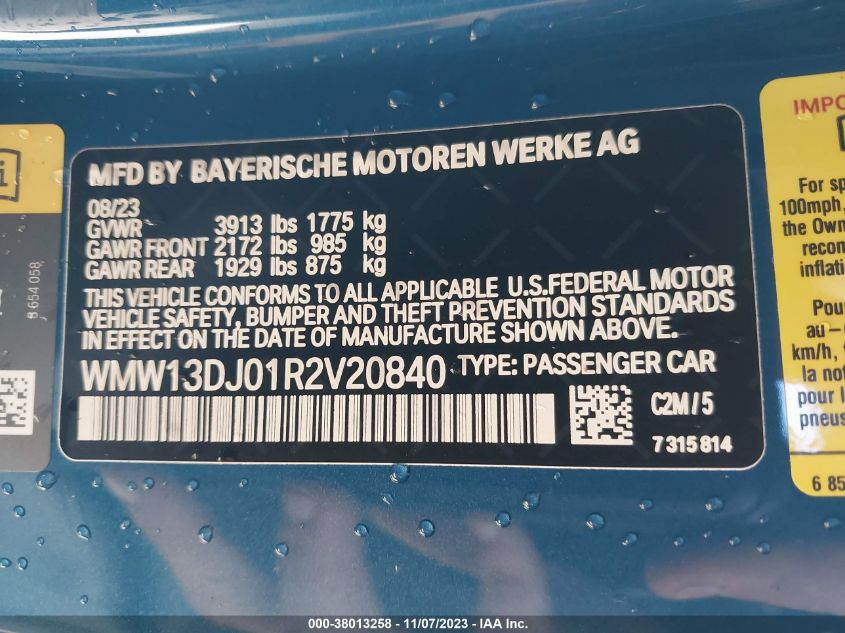 MFD BY BAYERISCHE MOTOREN WERKE AG
08/23
GVWR 3913 lbs 1775 kg
GAWR FRONT 2172 lbs 985 kg
GAWR REAR 1929 lbs 875 kg
THIS VEHICLE CONFORMS TO ALL APPLICABLE U.S.FEDERAL MOTOR
VEHICLE SAFETY, BUMPER AND THEFT PREVENTION STANDARDS
IN EFFECT ON THE DATE OF MANUFACTURE SHOWN ABOVE.
WMW13DJ01R2V20840 TYPE: PASSENGER CAR
C2M/5
7 315 814
i
8 654 058
IMPO
For sp
100mph,
the Own
recom
inflati
Pou
au-c
km/h, t
la not
pour l
pneus
6 85
000-38013258 - 11/07/2023 - IAA Inc.